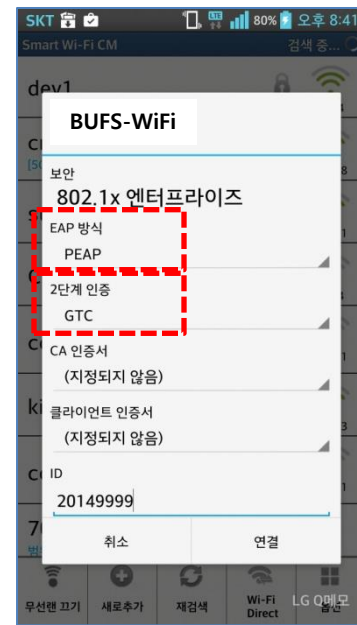 SKT 80% 오후 8:41
Smart Wi-Fi CM 검색 중...
dev1
BUFS-WiFi
보안
802.1x 엔터프라이즈
EAP 방식
PEAP
2단계 인증
GTC
CA 인증서
(지정되지 않음)
클라이언트 인증서
(지정되지 않음)
ID
20149999
취소 연결
무선랜 끄기 새로추가 재검색 Wi-Fi Direct
LG Q메모